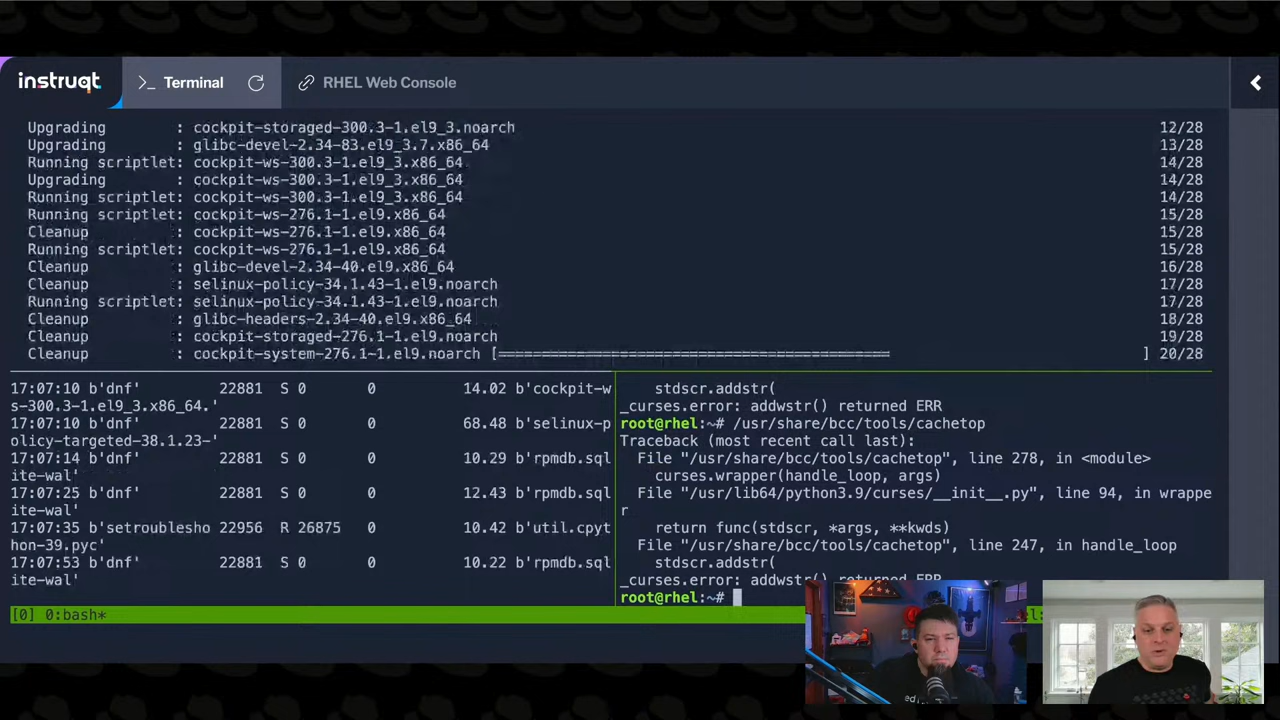 instruqt
>_ Terminal
RHEL Web Console
Upgrading : cockpit-storaged-300.3-1.el9_3.noarch 12/28
Upgrading : glibc-devel-2.34-83.el9_3.7.x86_64 13/28
Running scriptlet: cockpit-ws-300.3-1.el9_3.x86_64 14/28
Upgrading : cockpit-ws-300.3-1.el9_3.x86_64 14/28
Running scriptlet: cockpit-ws-300.3-1.el9_3.x86_64 14/28
Running scriptlet: cockpit-ws-276.1-1.el9.x86_64 15/28
Cleanup : cockpit-ws-276.1-1.el9.x86_64 15/28
Running scriptlet: cockpit-ws-276.1-1.el9.x86_64 15/28
Cleanup : glibc-devel-2.34-40.el9.x86_64 16/28
Cleanup : selinux-policy-34.1.43-1.el9.noarch 17/28
Running scriptlet: selinux-policy-34.1.43-1.el9.noarch 17/28
Cleanup : glibc-headers-2.34-40.el9.x86_64 18/28
Cleanup : cockpit-storaged-276.1-1.el9.noarch 19/28
Cleanup : cockpit-system-276.1-1.el9.noarch [======================================= ] 20/28
17:07:10 b'dnf' 22881 S 0 0 14.02 b'cockpit-w
s-300.3-1.el9_3.x86_64.'
17:07:10 b'dnf' 22881 S 0 0 68.48 b'selinux-p
olicy-targeted-38.1.23-'
17:07:14 b'dnf' 22881 S 0 0 10.29 b'rpmdb.sql
ite-wal'
17:07:25 b'dnf' 22881 S 0 0 12.43 b'rpmdb.sql
ite-wal'
17:07:35 b'setroublesho 22956 R 26875 0 10.42 b'util.cpyt
hon-39.pyc'
17:07:53 b'dnf' 22881 S 0 0 10.22 b'rpmdb.sql
ite-wal'
stdscr.addstr(
_curses.error: addwstr() returned ERR
root@rhel:~# /usr/share/bcc/tools/cachetop
Traceback (most recent call last):
File "/usr/share/bcc/tools/cachetop", line 278, in <module>
curses.wrapper(handle_loop, args)
File "/usr/lib64/python3.9/curses/__init__.py", line 94, in wrappe
r
return func(stdscr, *args, **kwds)
File "/usr/share/bcc/tools/cachetop", line 247, in handle_loop
stdscr.addstr(
_curses.error: addwstr() returned ERR
root@rhel:~#
[0] 0:bash*